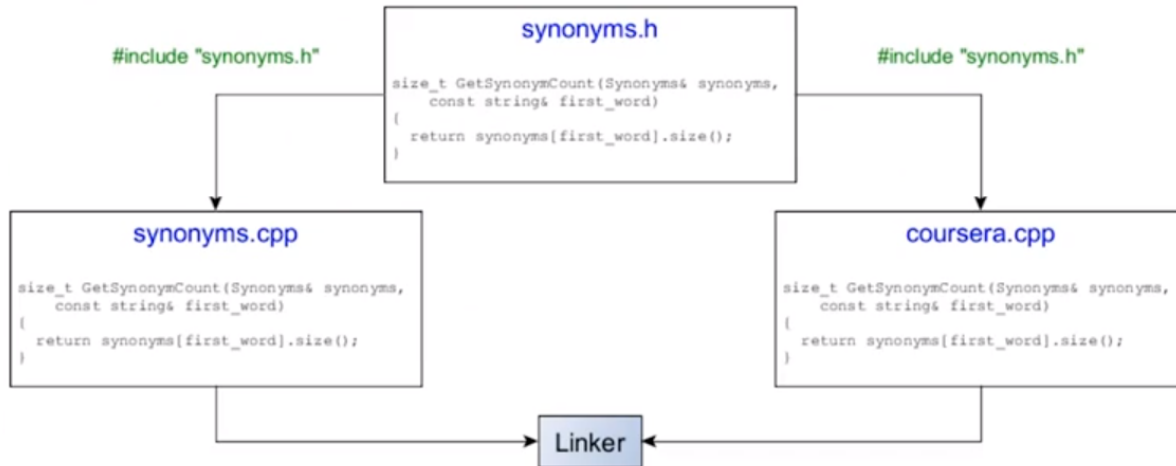 synonyms.h
#include "synonyms.h"
#include "synonyms.h"
size_t GetSynonymCount(Synonyms& synonyms,
const string& first_word)
{
return synonyms[first_word].size();
}
synonyms.cpp
size_t GetSynonymCount(Synonyms& synonyms,
const string& first_word)
{
return synonyms[first_word].size();
}
coursera.cpp
size_t GetSynonymCount(Synonyms& synonyms,
const string& first_word)
{
return synonyms[first_word].size();
}
Linker